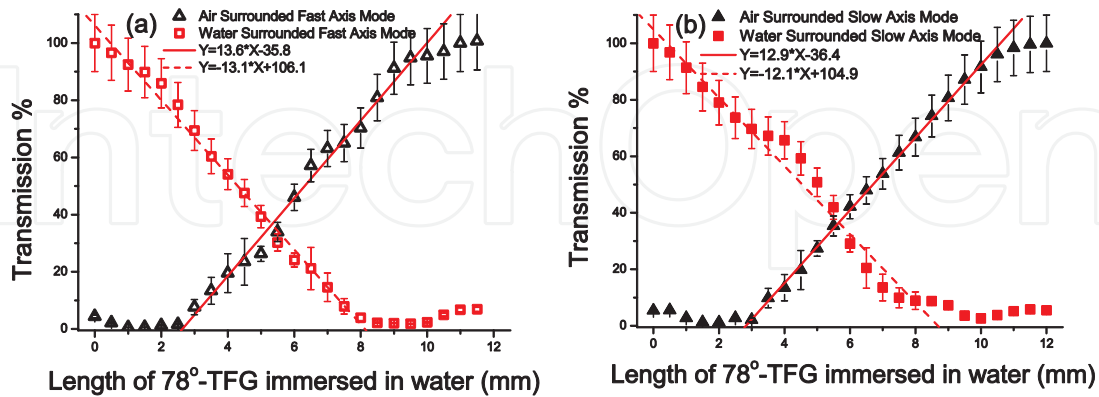 (a)
Air Surrounded Fast Axis Mode
Water Surrounded Fast Axis Mode
Y=13.6*X-35.8
Y=-13.1*X+106.1
Transmission %
100
80
60
40
20
0
0 2 4 6 8 10 12
Length of 78°-TFG immersed in water (mm)
(b)
Air Surrounded Slow Axis Mode
Water Surrounded Slow Axis Mode
Y=12.9*X-36.4
Y=-12.1*X+104.9
Transmission %
100
80
60
40
20
0
0 2 4 6 8 10 12
Length of 78°-TFG immersed in water (mm)
ntech Open